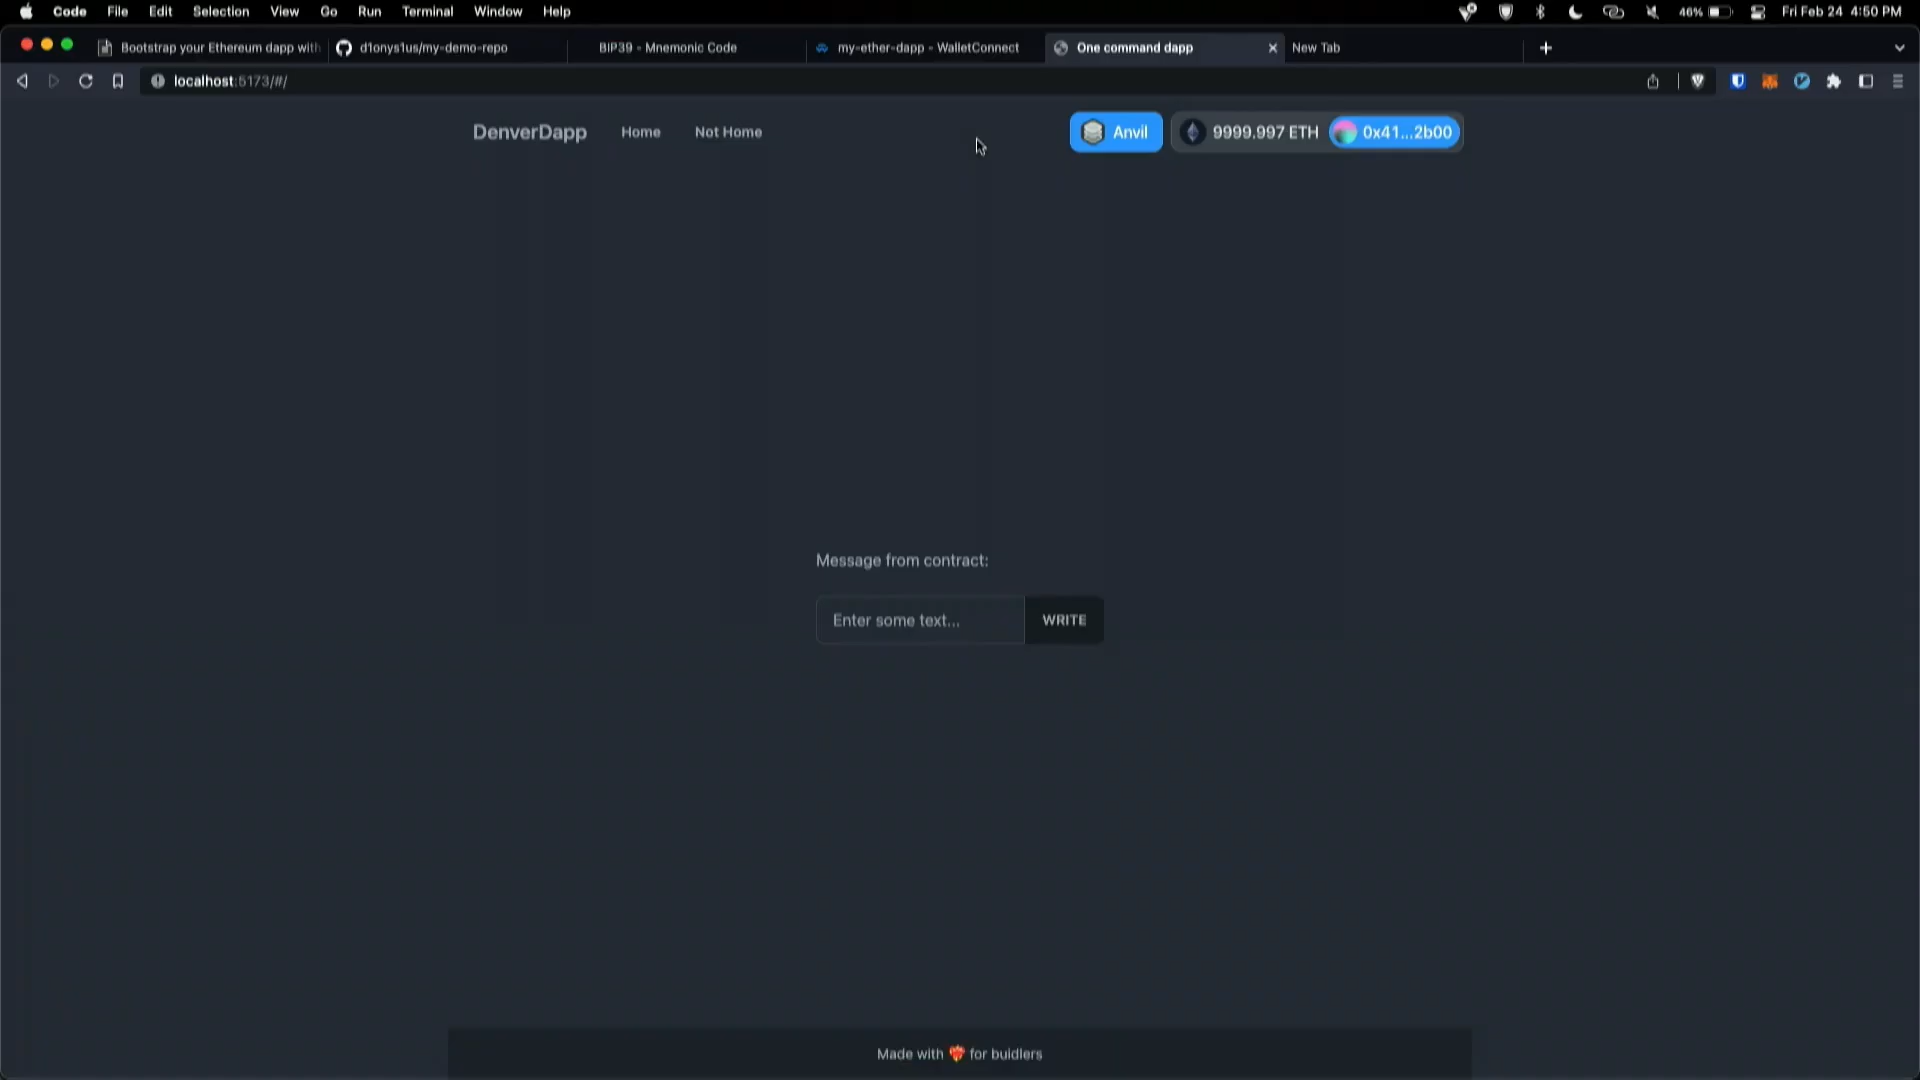 Code File Edit Selection View Go Run Terminal Window Help 46% Fri Feb 24 4:50 PM
Bootstrap your Ethereum dapp with d1onys1us/my-demo-repo BIP39 - Mnemonic Code my-ether-dapp - WalletConnect One command dapp New Tab
localhost:5173/#/
DenverDapp Home Not Home Anvil 9999.997 ETH 0x41...2b00
Message from contract:
Enter some text... WRITE
Made with ❤️‍🔥 for buidlers